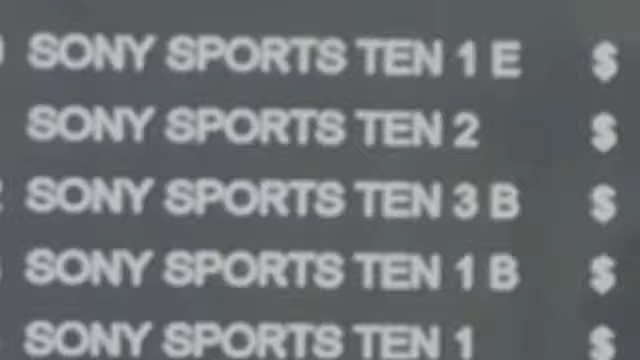 SONY SPORTS TEN 1 E $
SONY SPORTS TEN 2 $
SONY SPORTS TEN 3 B $
SONY SPORTS TEN 1 B $
SONY SPORTS TEN 1 $